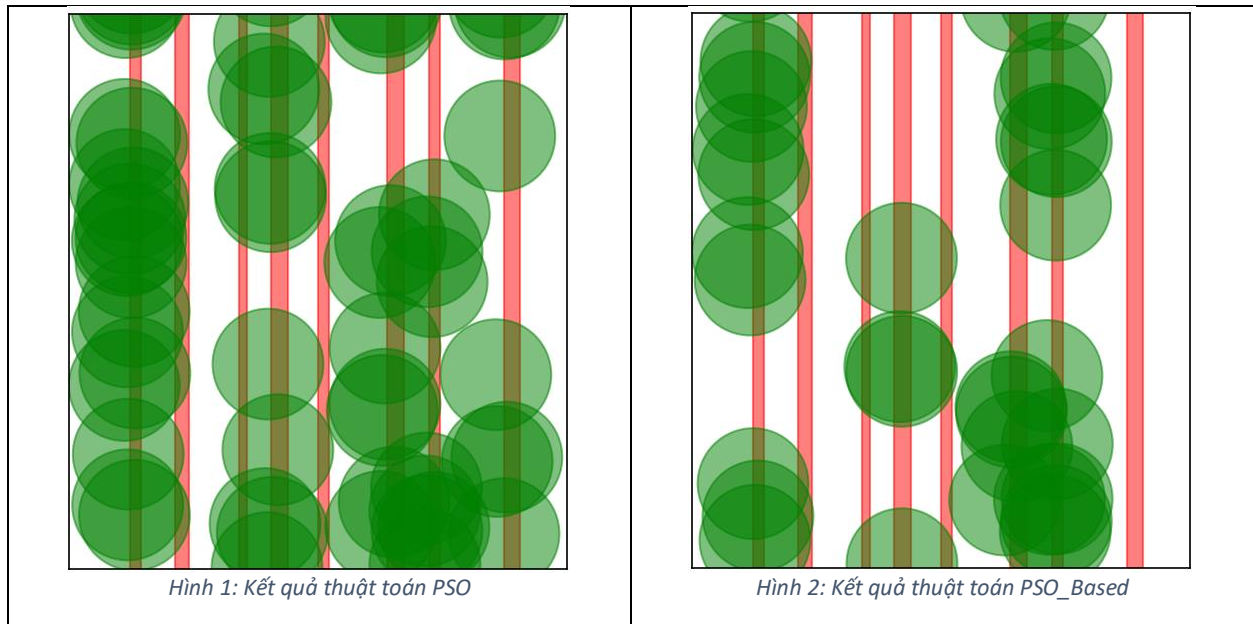 Hình 1: Kết quả thuật toán PSO
Hình 2: Kết quả thuật toán PSO_Based